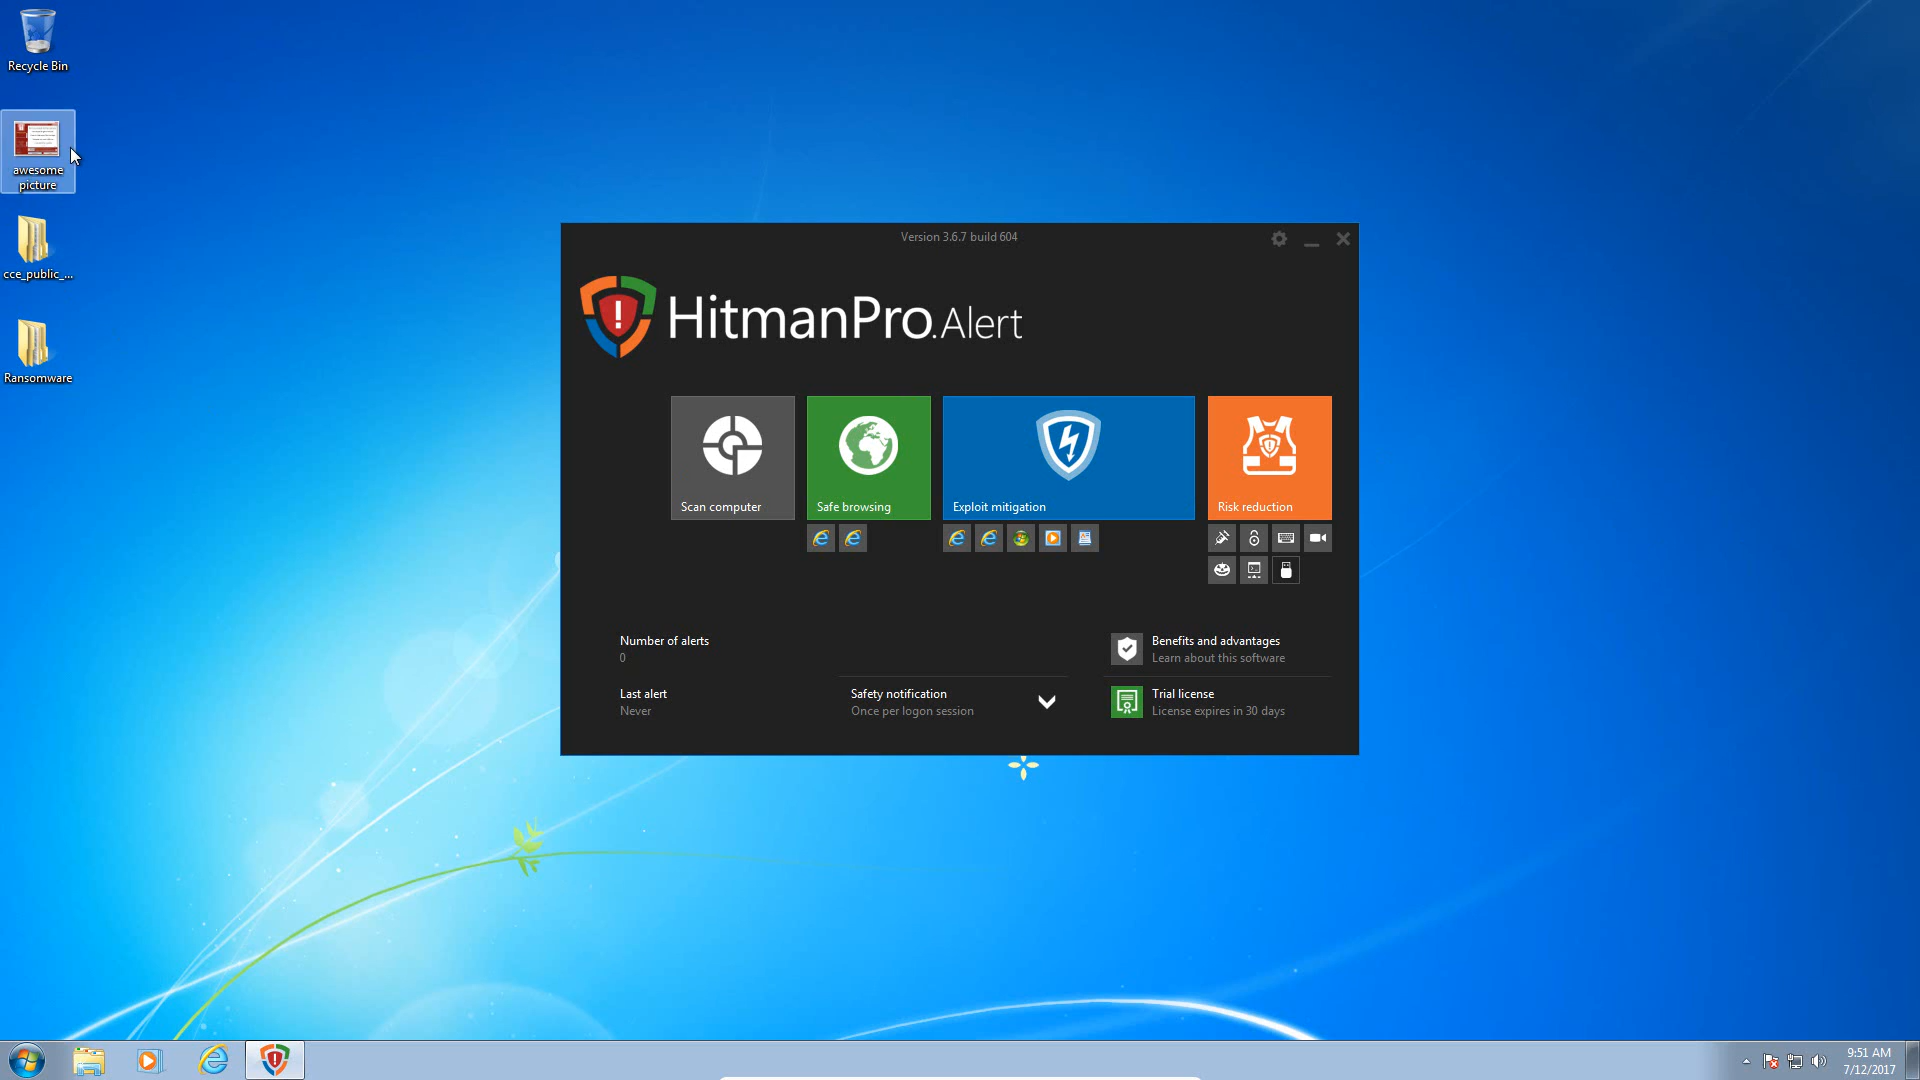 Recycle Bin
awesome
picture
cce_public_...
Ransomware
Version 3.6.7 build 604
HitmanPro.Alert
Scan computer
Safe browsing
Exploit mitigation
Risk reduction
Number of alerts
0
Last alert
Never
Safety notification
Once per logon session
Benefits and advantages
Learn about this software
Trial license
License expires in 30 days
9:51 AM
7/12/2017